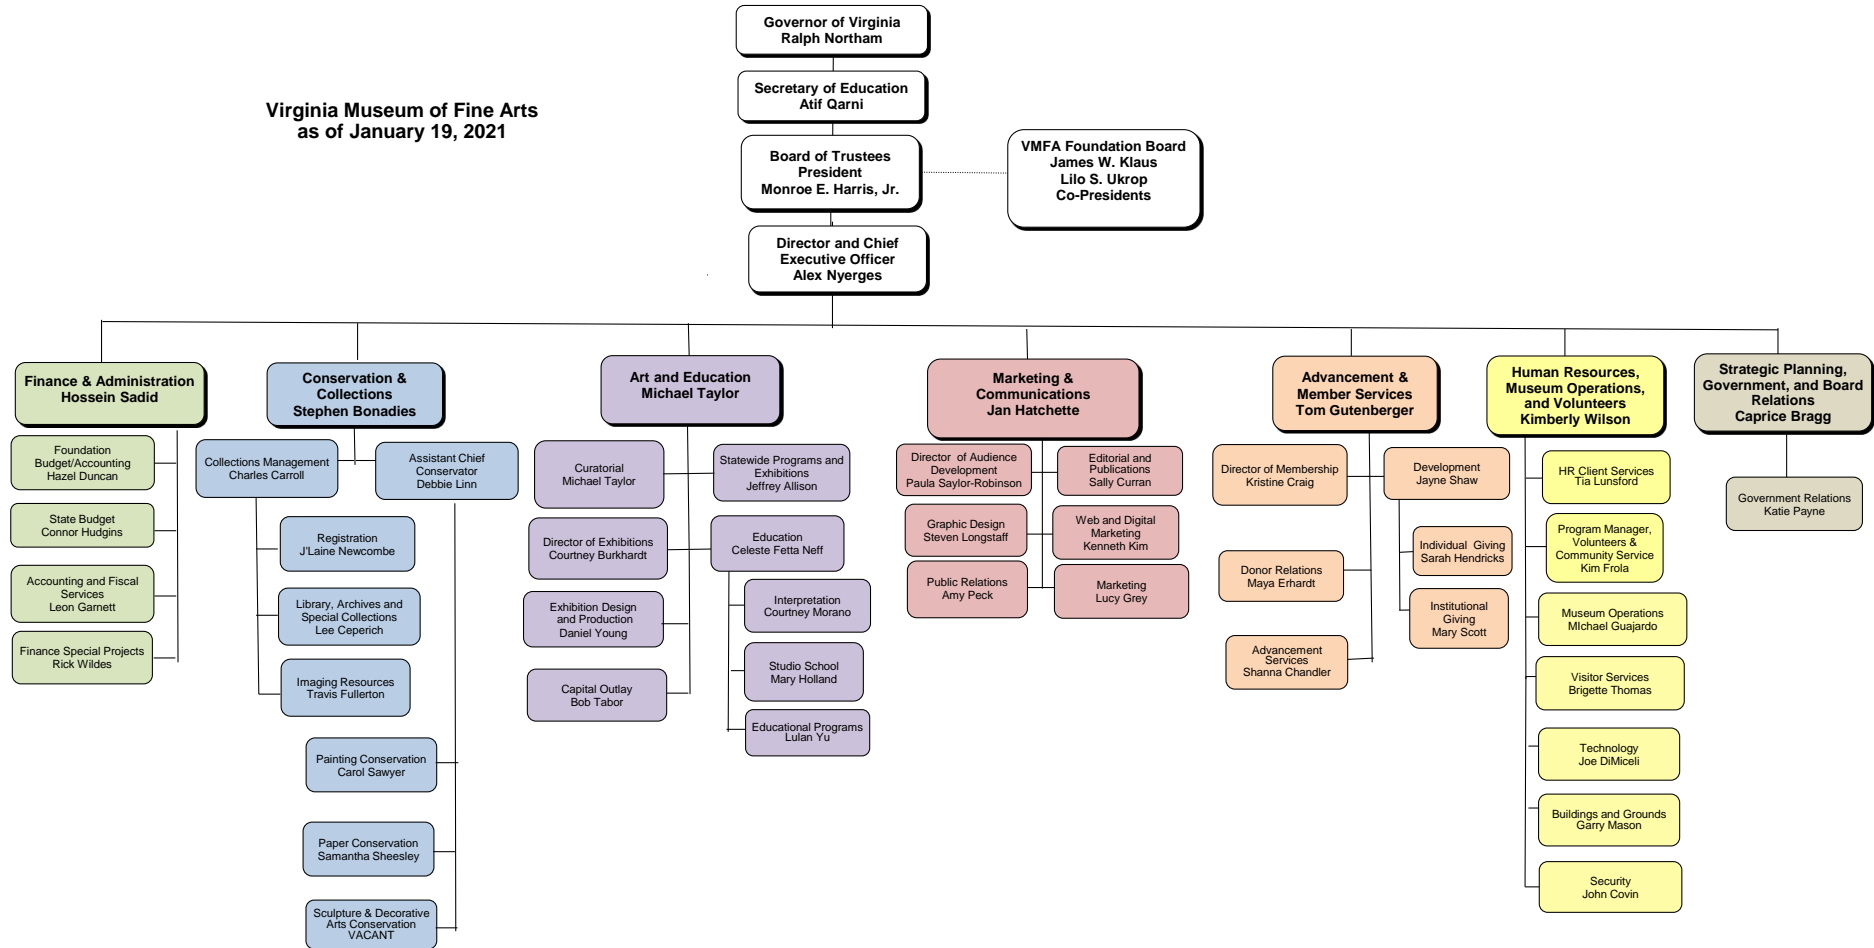 Governor of Virginia
Ralph Northam
Secretary of Education
Atif Qarni
Virginia Museum of Fine Arts
as of January 19, 2021
Board of Trustees
President
Monroe E. Harris, Jr.
VMFA Foundation Board
James W. Klaus
Lilo S. Ukrop
Co-Presidents
Director and Chief
Executive Officer
Alex Nyerges
Finance & Administration
Hossein Sadid
Foundation
Budget/Accounting
Hazel Duncan
State Budget
Connor Hudgins
Accounting and Fiscal
Services
Leon Garnett
Finance Special Projects
Rick Wildes
Conservation &
Collections
Stephen Bonadies
Collections Management
Charles Carroll
Assistant Chief
Conservator
Debbie Linn
Registration
J'Laine Newcombe
Library, Archives and
Special Collections
Lee Ceperich
Imaging Resources
Travis Fullerton
Painting Conservation
Carol Sawyer
Paper Conservation
Samantha Sheesley
Sculpture & Decorative
Arts Conservation
VACANT
Art and Education
Michael Taylor
Curatorial
Michael Taylor
Statewide Programs and
Exhibitions
Jeffrey Allison
Director of Exhibitions
Courtney Burkhardt
Education
Celeste Fetta Neff
Exhibition Design
and Production
Daniel Young
Interpretation
Courtney Morano
Capital Outlay
Bob Tabor
Studio School
Mary Holland
Educational Programs
Lulan Yu
Marketing &
Communications
Jan Hatchette
Director  of Audience
Development
Paula Saylor-Robinson
Editorial and
Publications
Sally Curran
Graphic Design
Steven Longstaff
Web and Digital
Marketing
Kenneth Kim
Public Relations
Amy Peck
Marketing
Lucy Grey
Advancement &
Member Services
Tom Gutenberger
Director of Membership
Kristine Craig
Development
Jayne Shaw
Individual  Giving
Sarah Hendricks
Donor Relations
Maya Erhardt
Institutional
Giving
Mary Scott
Advancement
Services
Shanna Chandler
Human Resources,
Museum Operations,
and Volunteers
Kimberly Wilson
HR Client Services
Tia Lunsford
Program Manager,
Volunteers &
Community Service
Kim Frola
Museum Operations
MIchael Guajardo
Visitor Services
Brigette Thomas
Technology
Joe DiMiceli
Buildings and Grounds
Garry Mason
Security
John Covin
Strategic Planning,
Government, and Board
Relations
Caprice Bragg
Government Relations
Katie Payne